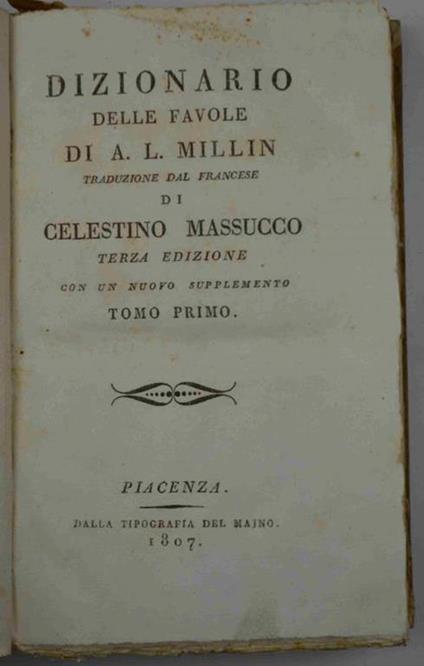 DIZIONARIO
DELLE FAVOLE
DI A. L. MILLIN
TRADUZIONE DAL FRANCESE
DI
CELESTINO MASSUCCO
TERZA EDIZIONE
CON UN NUOVO SUPPLEMENTO
TOMO PRIMO.
PIACENZA.
DALLA TIPOGRAFIA DEL MAJNO.
1807.